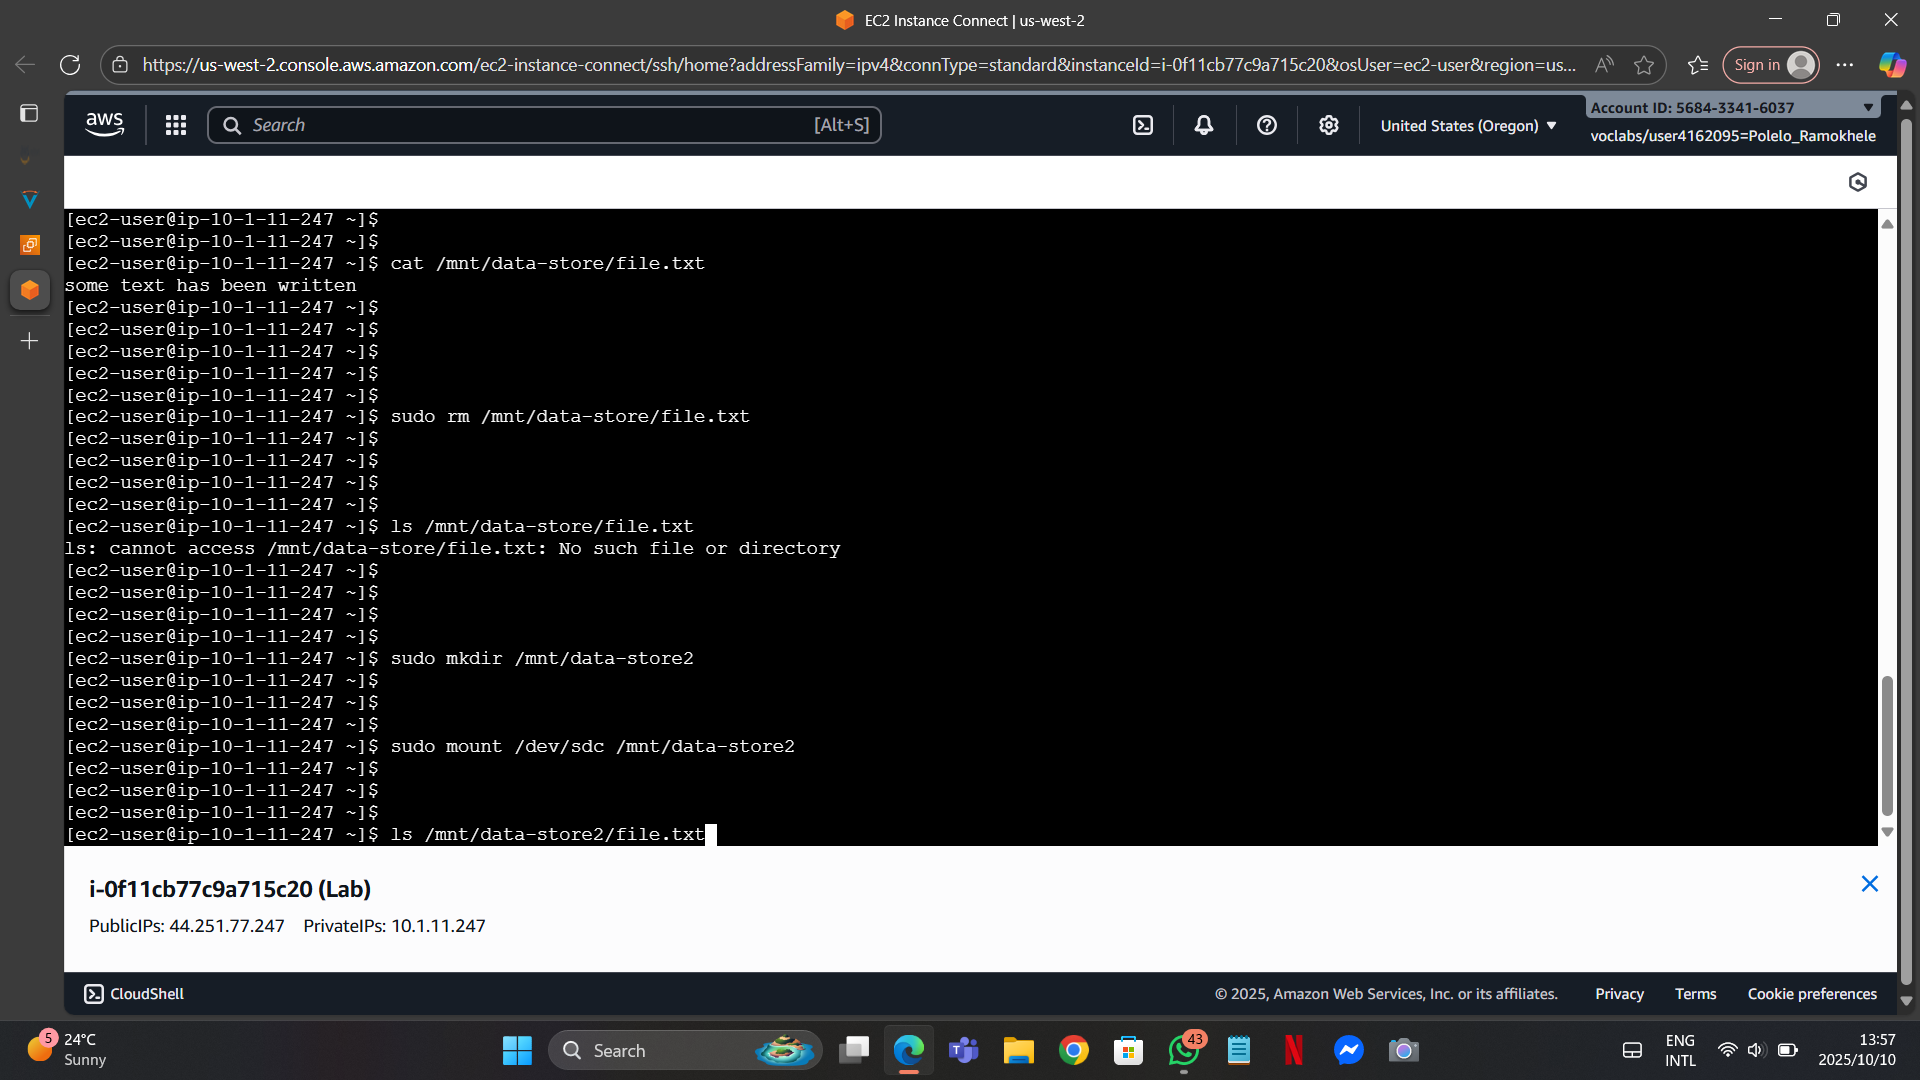 EC2 Instance Connect | us-west-2
https://us-west-2.console.aws.amazon.com/ec2-instance-connect/ssh/home?addressFamily=ipv4&connType=standard&instanceId=i-0f11cb77c9a715c20&osUser=ec2-user&region=us...
Sign in
aws
Search [Alt+S]
United States (Oregon)
Account ID: 5684-3341-6037
voclabs/user4162095=Polelo_Ramokhele
[ec2-user@ip-10-1-11-247 ~]$
[ec2-user@ip-10-1-11-247 ~]$
[ec2-user@ip-10-1-11-247 ~]$ cat /mnt/data-store/file.txt
some text has been written
[ec2-user@ip-10-1-11-247 ~]$
[ec2-user@ip-10-1-11-247 ~]$
[ec2-user@ip-10-1-11-247 ~]$
[ec2-user@ip-10-1-11-247 ~]$
[ec2-user@ip-10-1-11-247 ~]$
[ec2-user@ip-10-1-11-247 ~]$ sudo rm /mnt/data-store/file.txt
[ec2-user@ip-10-1-11-247 ~]$
[ec2-user@ip-10-1-11-247 ~]$
[ec2-user@ip-10-1-11-247 ~]$
[ec2-user@ip-10-1-11-247 ~]$
[ec2-user@ip-10-1-11-247 ~]$ ls /mnt/data-store/file.txt
ls: cannot access /mnt/data-store/file.txt: No such file or directory
[ec2-user@ip-10-1-11-247 ~]$
[ec2-user@ip-10-1-11-247 ~]$
[ec2-user@ip-10-1-11-247 ~]$
[ec2-user@ip-10-1-11-247 ~]$
[ec2-user@ip-10-1-11-247 ~]$ sudo mkdir /mnt/data-store2
[ec2-user@ip-10-1-11-247 ~]$
[ec2-user@ip-10-1-11-247 ~]$
[ec2-user@ip-10-1-11-247 ~]$
[ec2-user@ip-10-1-11-247 ~]$ sudo mount /dev/sdc /mnt/data-store2
[ec2-user@ip-10-1-11-247 ~]$
[ec2-user@ip-10-1-11-247 ~]$
[ec2-user@ip-10-1-11-247 ~]$
[ec2-user@ip-10-1-11-247 ~]$ ls /mnt/data-store2/file.txt
i-0f11cb77c9a715c20 (Lab)
PublicIPs: 44.251.77.247 PrivateIPs: 10.1.11.247
CloudShell
© 2025, Amazon Web Services, Inc. or its affiliates. Privacy Terms Cookie preferences
5
24°C
Sunny
Search
43
ENG
INTL
13:57
2025/10/10